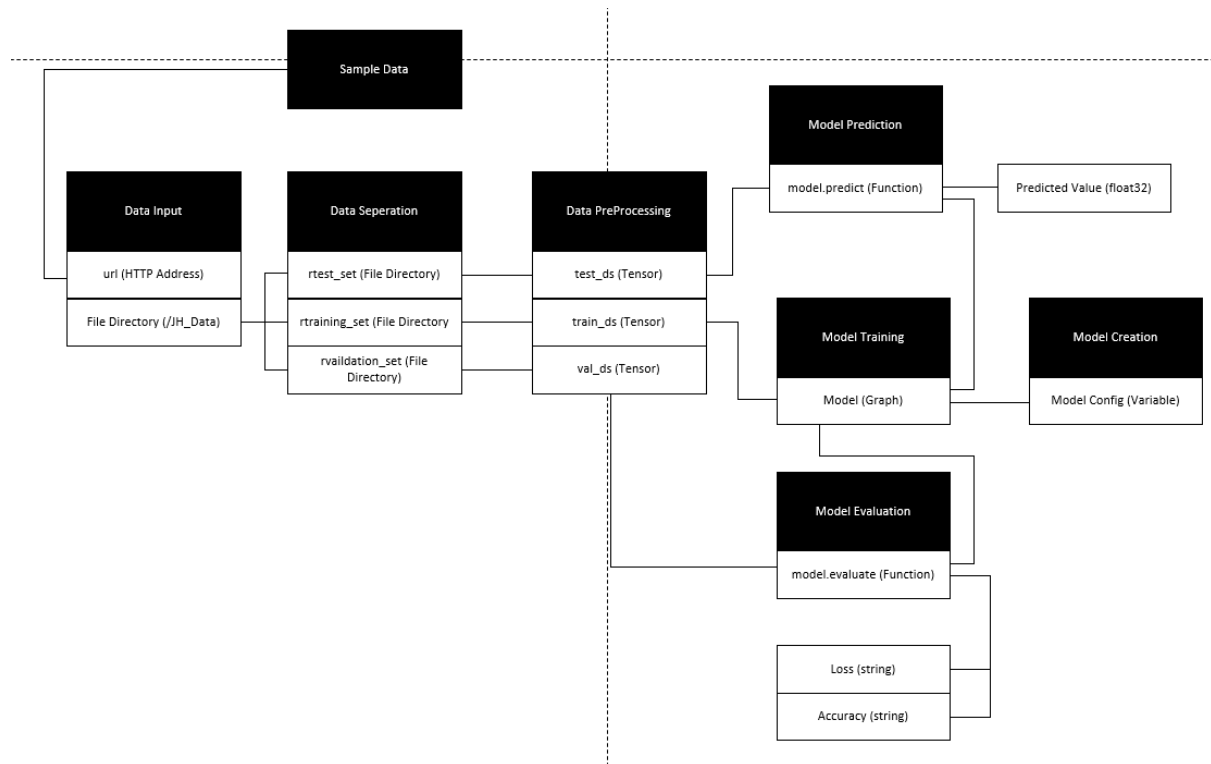 Sample Data
Data Input
url (HTTP Address)
File Directory (/JH_Data)
Data Seperation
rtest_set (File Directory)
rtraining_set (File Directory
rvaildation_set (File
Directory)
Data PreProcessing
test_ds (Tensor)
train_ds (Tensor)
val_ds (Tensor)
Model Prediction
model.predict (Function)
Predicted Value (float32)
Model Training
Model (Graph)
Model Creation
Model Config (Variable)
Model Evaluation
model.evaluate (Function)
Loss (string)
Accuracy (string)